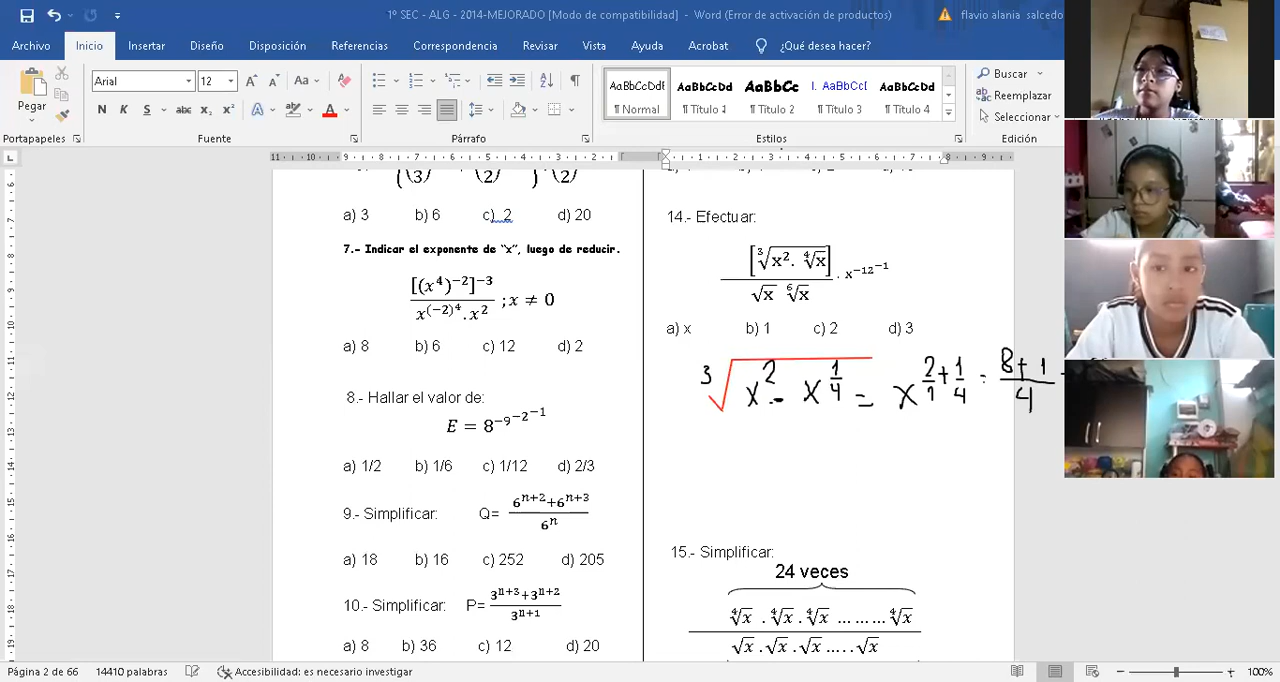 1º SEC - ALG - 2014-MEJORADO [Modo de compatibilidad] - Word (Error de activación de productos)
flavio alania salcedo
Archivo Inicio Insertar Diseño Disposición Referencias Correspondencia Revisar Vista Ayuda Acrobat ¿Qué desea hacer?
Pegar
Arial 12
Aa
N K S abc x₂ x²
AaBbCcDdE AaBbCcDd AaBbCc I. AaBbCcI AaBbCcDd
¶ Normal ¶ Título 1 ¶ Título 2 ¶ Título 3 ¶ Título 4
Buscar
Reemplazar
Seleccionar
Portapapeles Fuente Párrafo Estilos Edición
a) 3 b) 6 c) 2 d) 20
7.- Indicar el exponente de "x", luego de reducir.
[(x⁴)⁻²]⁻³ / x^(−2)^4 . x² ; x ≠ 0
a) 8 b) 6 c) 12 d) 2
8.- Hallar el valor de:
E = 8^−9^−2^−1
a) 1/2 b) 1/6 c) 1/12 d) 2/3
9.- Simplificar: Q= 6ⁿ⁺²+6ⁿ⁺³ / 6ⁿ
a) 18 b) 16 c) 252 d) 205
10.- Simplificar: P= 3ⁿ⁺³+3ⁿ⁺² / 3ⁿ⁺¹
a) 8 b) 36 c) 12 d) 20
14.- Efectuar:
[∛x². ∜x] / √x ⁶√x . x^−12^−1
a) x b) 1 c) 2 d) 3
3 √ x² - x^1/4 = x^2/1 + 1/4 = 8+1/4
15.- Simplificar:
24 veces
∜x . ∜x . ∜x ... ... ... ∜x
√x . √x . √x ... . . √x
Página 2 de 66 14410 palabras Accesibilidad: es necesario investigar 100%